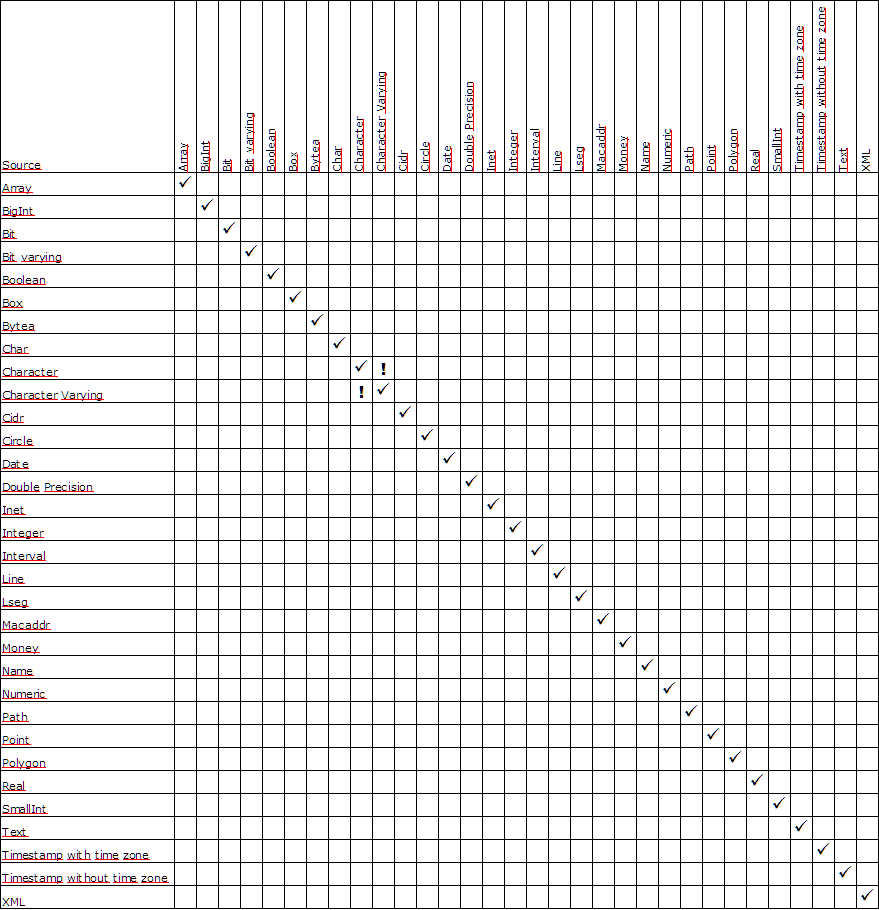 Source Array BigInt Bit Bit varying Boolean Box Bytea Char Character Character Varying Cidr Circle Date Double Precision Inet Integer Interval Line Lseg Macaddr Money Name Numeric Path Point Polygon Real SmallInt Timestamp with time zone Timestamp without time zone Text XML
Array ✓
BigInt ✓
Bit ✓
Bit varying ✓
Boolean ✓
Box ✓
Bytea ✓
Char ✓
Character ✓ !
Character Varying ! ✓
Cidr ✓
Circle ✓
Date ✓
Double Precision ✓
Inet ✓
Integer ✓
Interval ✓
Line ✓
Lseg ✓
Macaddr ✓
Money ✓
Name ✓
Numeric ✓
Path ✓
Point ✓
Polygon ✓
Real ✓
SmallInt ✓
Text ✓
Timestamp with time zone ✓
Timestamp without time zone ✓
XML ✓